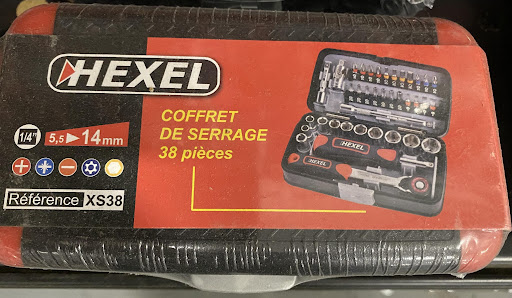 HEXEL
COFFRET
DE SERRAGE
38 pièces
1/4"
5,5 ▶ 14mm
Référence XS38
HEXEL